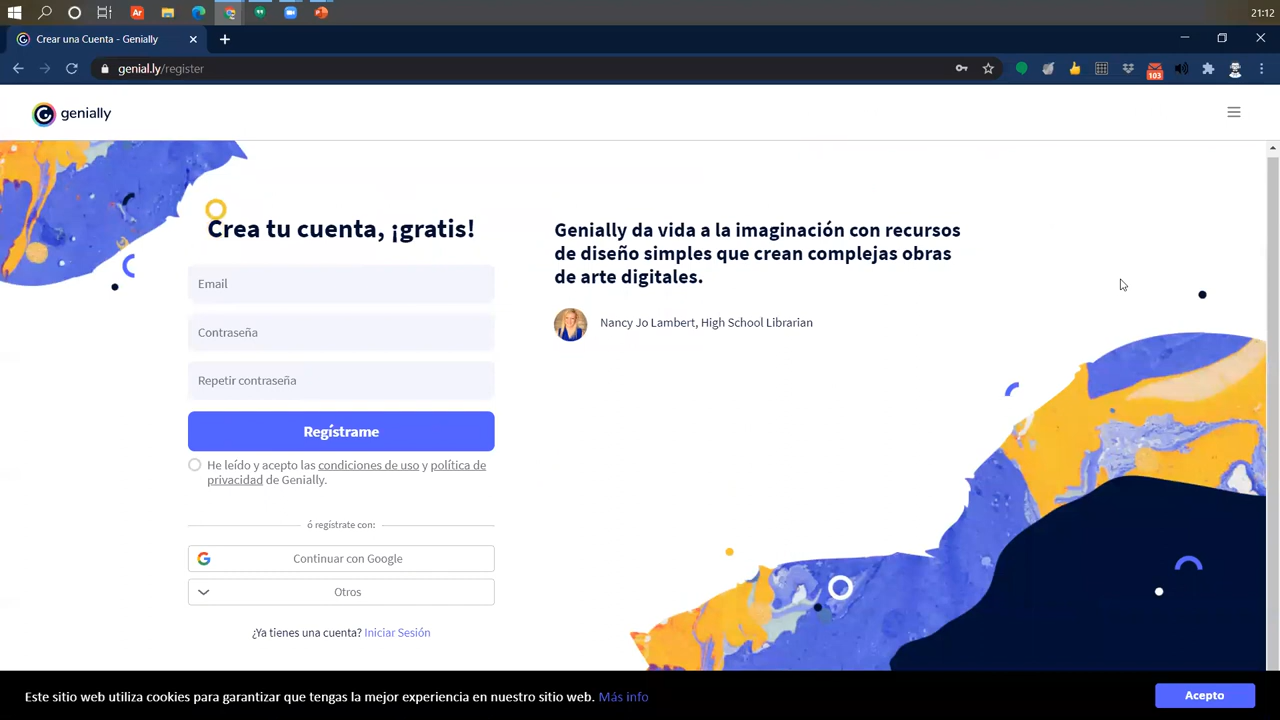 Ar
21:12
Crear una Cuenta - Genially
genial.ly/register
103
genially
Crea tu cuenta, ¡gratis!
Email
Contraseña
Repetir contraseña
Regístrame
He leído y acepto las condiciones de uso y política de
privacidad de Genially.
ó regístrate con:
Continuar con Google
Otros
¿Ya tienes una cuenta? Iniciar Sesión
Genially da vida a la imaginación con recursos
de diseño simples que crean complejas obras
de arte digitales.
Nancy Jo Lambert, High School Librarian
Este sitio web utiliza cookies para garantizar que tengas la mejor experiencia en nuestro sitio web. Más info
Acepto